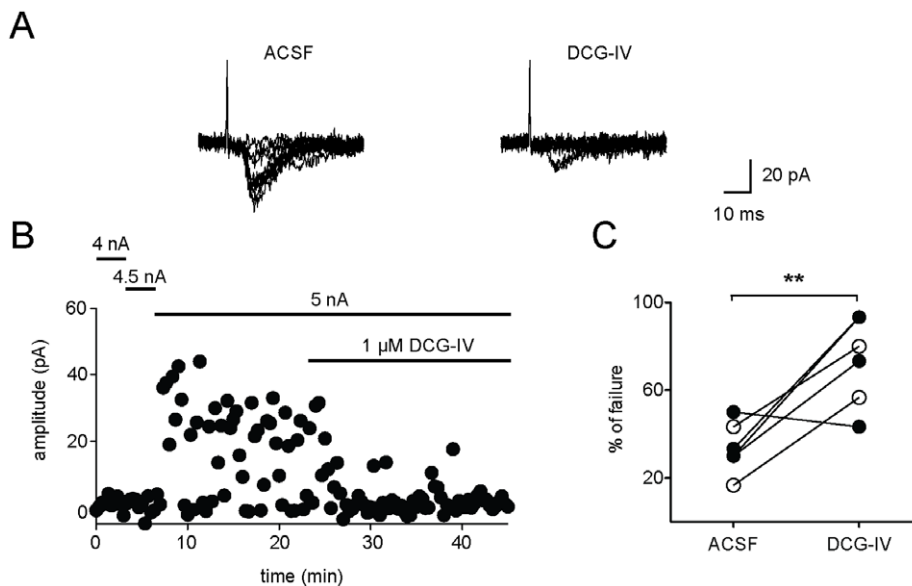 A
ACSF
DCG-IV
20 pA
10 ms
B
4 nA
4.5 nA
5 nA
1 µM DCG-IV
amplitude (pA)
60
40
20
0
0
10
20
30
40
time (min)
C
**
% of failure
100
60
20
ACSF
DCG-IV